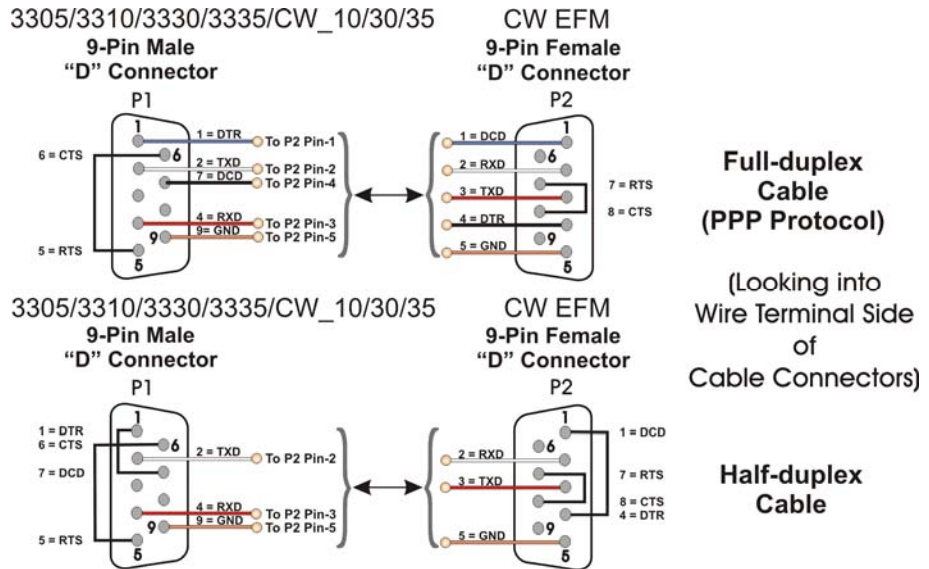 3305/3310/3330/3335/CW_10/30/35
9-Pin Male
“D” Connector
P1
1
6
9
5
6 = CTS
5 = RTS
1 = DTR
To P2 Pin-1
2 = TXD
To P2 Pin-2
7 = DCD
To P2 Pin-4
4 = RXD
To P2 Pin-3
9= GND
To P2 Pin-5
CW EFM
9-Pin Female
“D” Connector
P2
1
6
9
5
1 = DCD
2 = RXD
3 = TXD
4 = DTR
5 = GND
7 = RTS
8 = CTS
Full-duplex
Cable
(PPP Protocol)
(Looking into
Wire Terminal Side
of
Cable Connectors)
3305/3310/3330/3335/CW_10/30/35
9-Pin Male
“D” Connector
P1
1
6
9
5
1 = DTR
6 = CTS
7 = DCD
5 = RTS
2 = TXD
To P2 Pin-2
4 = RXD
To P2 Pin-3
9 = GND
To P2 Pin-5
CW EFM
9-Pin Female
“D” Connector
P2
1
6
9
5
2 = RXD
3 = TXD
5 = GND
1 = DCD
7 = RTS
8 = CTS
4 = DTR
Half-duplex
Cable